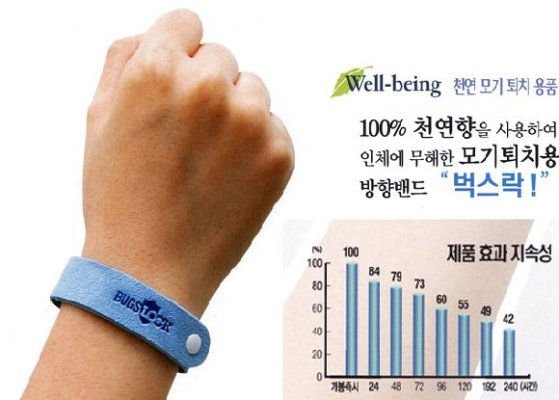 Well-being 천연 모기 퇴치 용품
100% 천연향을 사용하여
인체에 무해한 모기퇴치용
방향밴드 “벅스락!”
BUGSLOCK
제품 효과 지속성
(%)
100
80
60
40
20
0
100 84 79 73 60 55 49 42
개봉즉시 24 48 72 96 120 192 240 (시간)